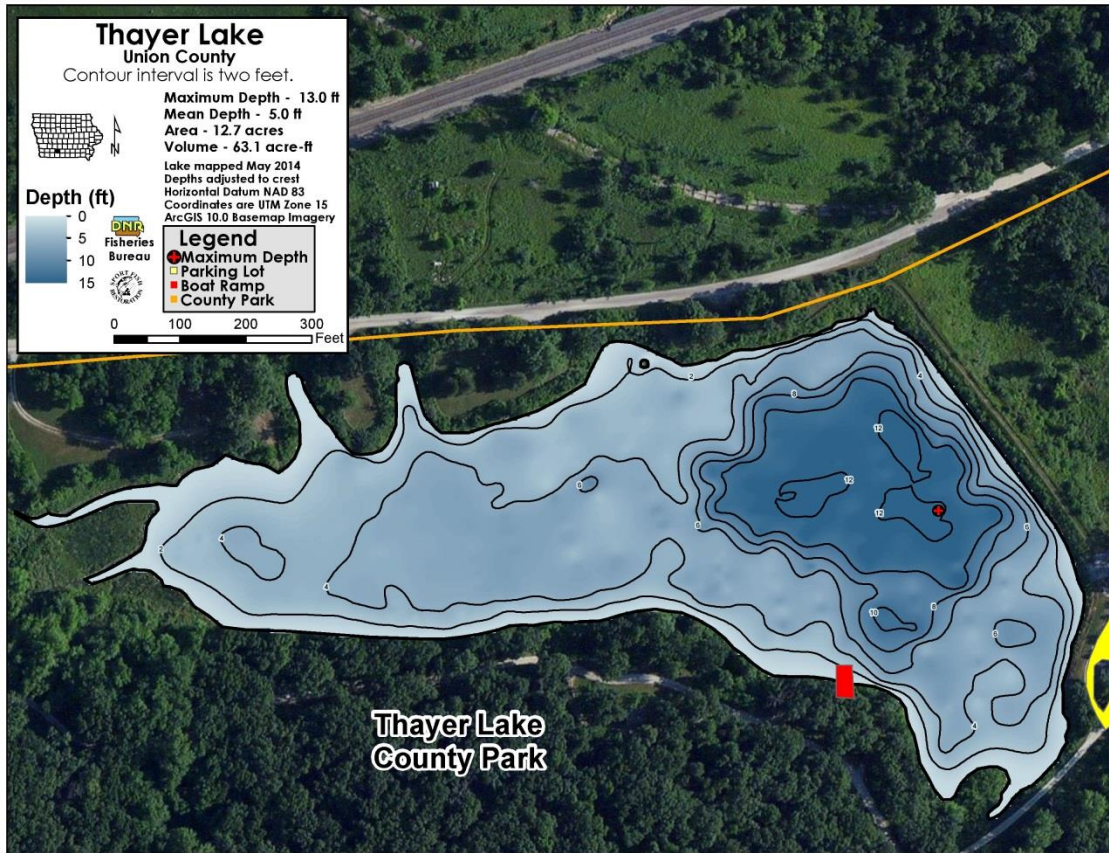 Thayer Lake
Union County
Contour interval is two feet.
Maximum Depth - 13.0 ft
Mean Depth - 5.0 ft
Area - 12.7 acres
Volume - 63.1 acre-ft
N
Lake mapped May 2014
Depths adjusted to crest
Horizontal Datum NAD 83
Coordinates are UTM Zone 15
ArcGIS 10.0 Basemap Imagery
Depth (ft)
0
5
10
15
DNR
Fisheries
Bureau
SPORT FISH
RESTORATION
Legend
Maximum Depth
Parking Lot
Boat Ramp
County Park
0 100 200 300
Feet
2
4
8
12
6
12
12
6
6
2
4
4
10
8
6
4
Thayer Lake
County Park